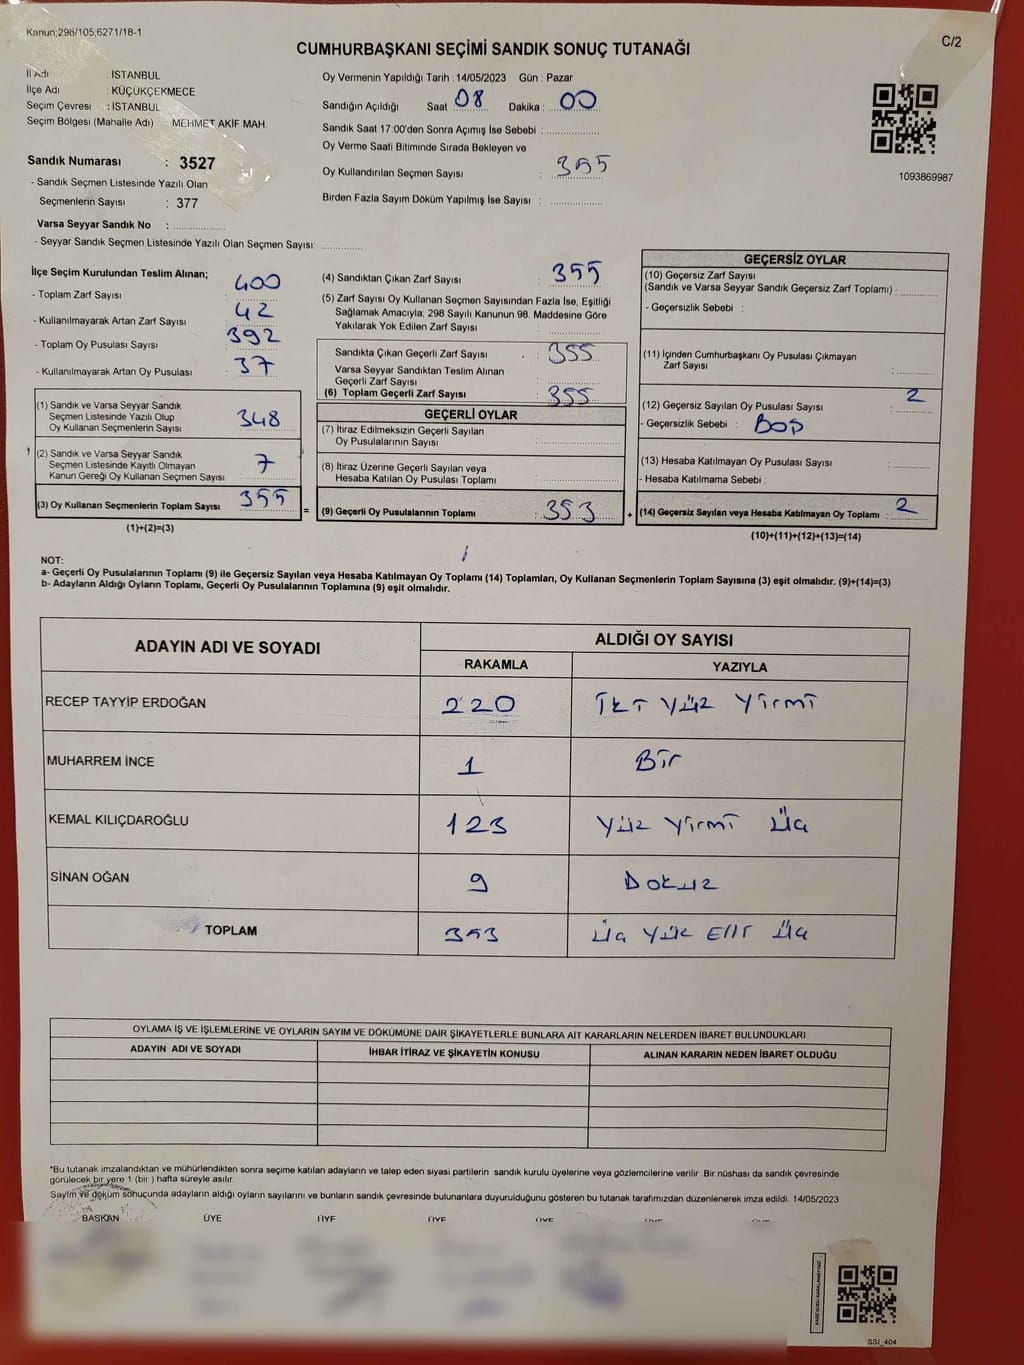 Kanun;298/105;6271/18-1
C/2
CUMHURBAŞKANI SEÇİMİ SANDIK SONUÇ TUTANAĞI
İl Adı : İSTANBUL
İlçe Adı : KÜÇÜKÇEKMECE
Seçim Çevresi : İSTANBUL
Seçim Bölgesi (Mahalle Adı) : MEHMET AKİF MAH.
Sandık Numarası : 3527
- Sandık Seçmen Listesinde Yazılı Olan
Seçmenlerin Sayısı : 377
Varsa Seyyar Sandık No :
- Seyyar Sandık Seçmen Listesinde Yazılı Olan Seçmen Sayısı:
Oy Vermenin Yapıldığı Tarih : 14/05/2023 Gün : Pazar
Sandığın Açıldığı Saat 08 Dakika : 00
Sandık Saat 17:00'den Sonra Açımış İse Sebebi :
Oy Verme Saati Bitiminde Sırada Bekleyen ve
Oy Kullandırılan Seçmen Sayısı : 355
Birden Fazla Sayım Döküm Yapılmış İse Sayısı :
1093869987
İlçe Seçim Kurulundan Teslim Alınan;
- Toplam Zarf Sayısı 400
- Kullanılmayarak Artan Zarf Sayısı 42
- Toplam Oy Pusulası Sayısı 392
- Kullanılmayarak Artan Oy Pusulası 37
(1) Sandık ve Varsa Seyyar Sandık
Seçmen Listesinde Yazılı Olup
Oy Kullanan Seçmenlerin Sayısı 348
(2) Sandık ve Varsa Seyyar Sandık
Seçmen Listesinde Kayıtlı Olmayan
Kanun Gereği Oy Kullanan Seçmen Sayısı 7
(3) Oy Kullanan Seçmenlerin Toplam Sayısı 355
(1)+(2)=(3)
=
(4) Sandıktan Çıkan Zarf Sayısı : 355
(5) Zarf Sayısı Oy Kullanan Seçmen Sayısından Fazla İse, Eşitliği
Sağlamak Amacıyla; 298 Sayılı Kanunun 98. Maddesine Göre
Yakılarak Yok Edilen Zarf Sayısı :
Sandıkta Çıkan Geçerli Zarf Sayısı : 355
Varsa Seyyar Sandıktan Teslim Alınan
Geçerli Zarf Sayısı :
(6) Toplam Geçerli Zarf Sayısı : 355
GEÇERLİ OYLAR
(7) İtiraz Edilmeksizin Geçerli Sayılan
Oy Pusulalarının Sayısı :
(8) İtiraz Üzerine Geçerli Sayılan veya
Hesaba Katılan Oy Pusulası Toplamı :
(9) Geçerli Oy Pusulalarının Toplamı : 353
+
GEÇERSİZ OYLAR
(10) Geçersiz Zarf Sayısı
(Sandık ve Varsa Seyyar Sandık Geçersiz Zarf Toplamı) :
- Geçersizlik Sebebi :
(11) İçinden Cumhurbaşkanı Oy Pusulası Çıkmayan
Zarf Sayısı :
(12) Geçersiz Sayılan Oy Pusulası Sayısı : 2
- Geçersizlik Sebebi : BOŞ
(13) Hesaba Katılmayan Oy Pusulası Sayısı :
- Hesaba Katılmama Sebebi :
(14) Geçersiz Sayılan veya Hesaba Katılmayan Oy Toplamı : 2
(10)+(11)+(12)+(13)=(14)
NOT:
a- Geçerli Oy Pusulalarının Toplamı (9) ile Geçersiz Sayılan veya Hesaba Katılmayan Oy Toplamı (14) Toplamları, Oy Kullanan Seçmenlerin Toplam Sayısına (3) eşit olmalıdır. (9)+(14)=(3)
b- Adayların Aldığı Oyların Toplamı, Geçerli Oy Pusulalarının Toplamına (9) eşit olmalıdır.
ADAYIN ADI VE SOYADI
ALDIĞI OY SAYISI
RAKAMLA YAZIYLA
RECEP TAYYİP ERDOĞAN 220 İkİ Yüz Yirmi
MUHARREM İNCE 1 Bir
KEMAL KILIÇDAROĞLU 123 Yüz Yirmi Üç
SİNAN OĞAN 9 Dokuz
TOPLAM 353 Üç Yüz Elli Üç
OYLAMA İŞ VE İŞLEMLERİNE VE OYLARIN SAYIM VE DÖKÜMÜNE DAİR ŞİKAYETLERLE BUNLARA AİT KARARLARIN NELERDEN İBARET BULUNDUKLARI
ADAYIN ADI VE SOYADI İHBAR İTİRAZ VE ŞİKAYETİN KONUSU ALINAN KARARIN NEDEN İBARET OLDUĞU
*Bu tutanak imzalandıktan ve mühürlendikten sonra seçime katılan adayların ve talep eden siyasi partilerin sandık kurulu üyelerine veya gözlemcilerine verilir. Bir nüshası da sandık çevresinde
görülecek bir yere 1 (bir ) hafta süreyle asılır.
Sayım ve döküm sonucunda adayların aldığı oyların sayılarını ve bunların sandık çevresinde bulunanlara duyurulduğunu gösteren bu tutanak tarafımızdan düzenlenerek imza edildi. 14/05/2023
BAŞKAN ÜYE ÜYE ÜYE ÜYE ÜYE ÜYE
KARE KODU KARALAMAYINIZ!
SSI_404